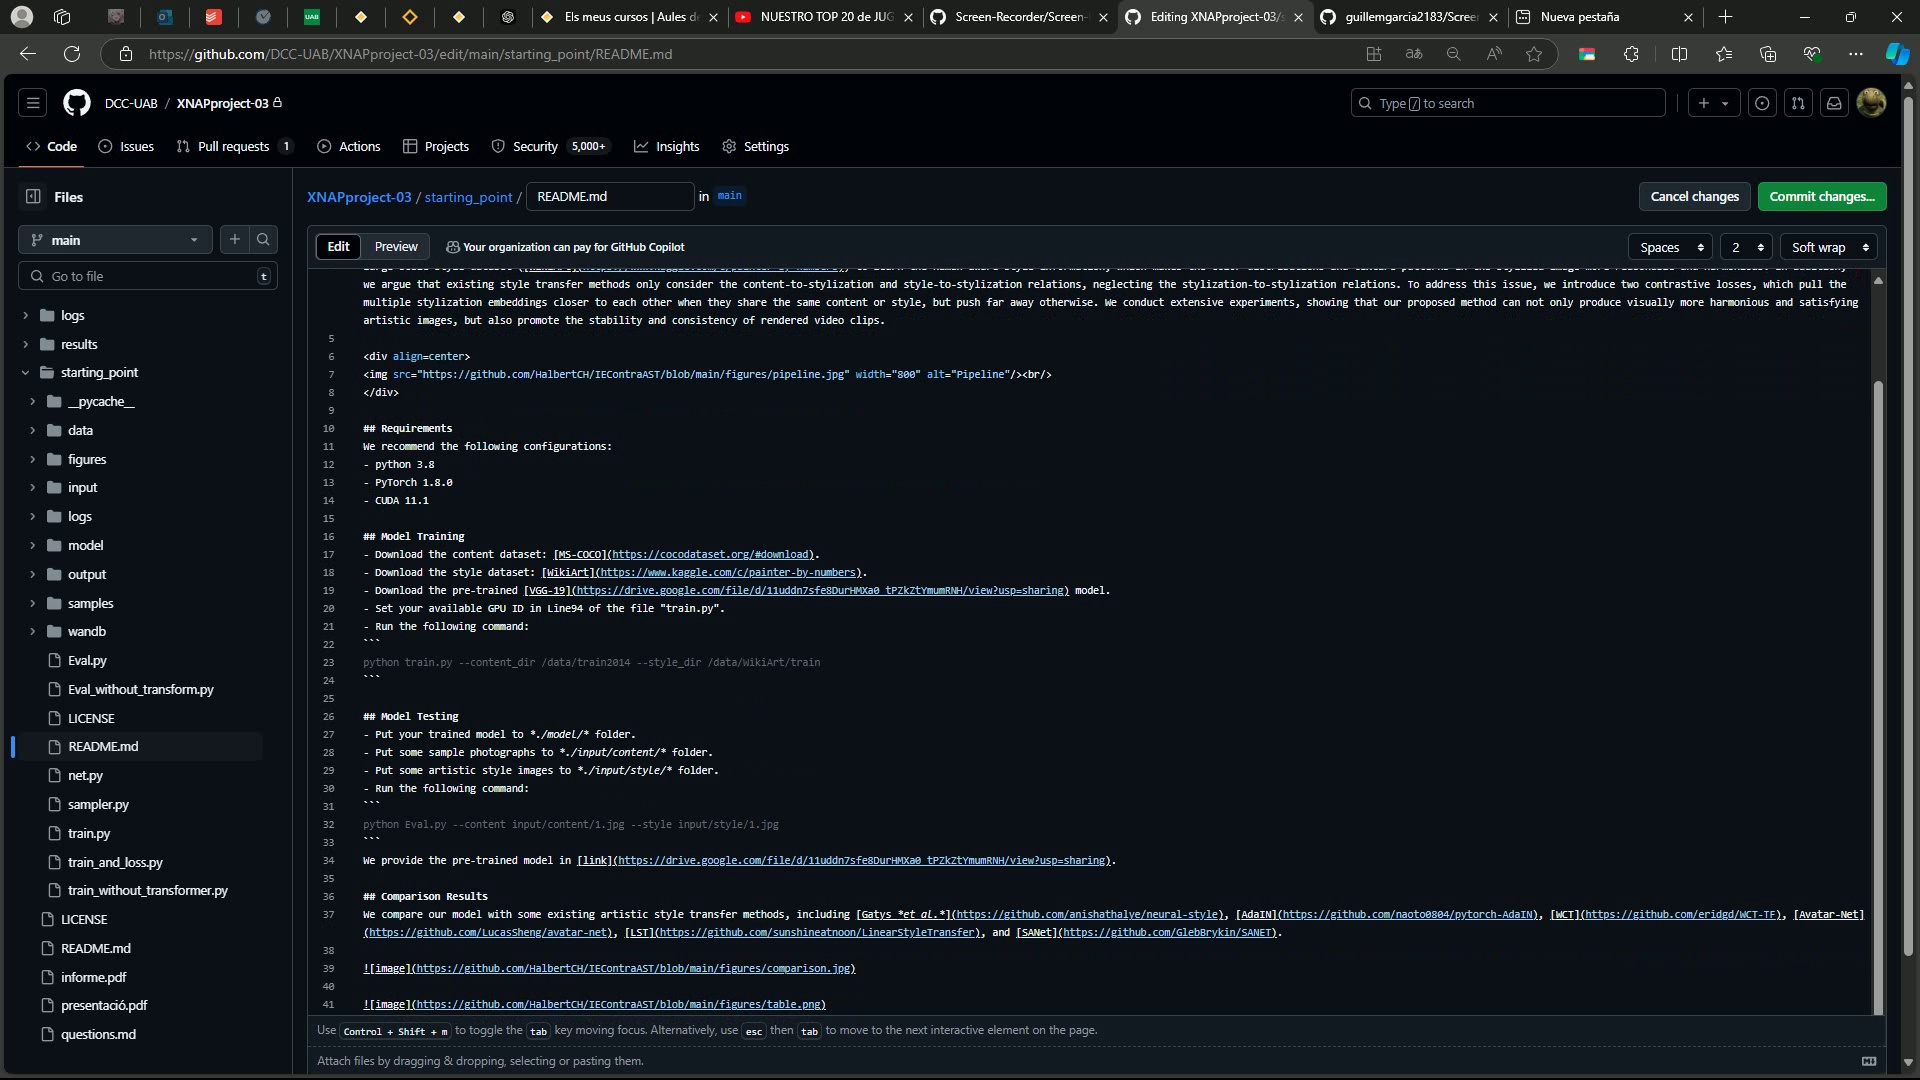 Els meus cursos | Aules de
NUESTRO TOP 20 de JUG
Screen-Recorder/Screen-
Editing XNAPproject-03/s
guillemgarcia2183/Screen
Nueva pestaña
https://github.com/DCC-UAB/XNAPproject-03/edit/main/starting_point/README.md
DCC-UAB / XNAPproject-03
Type / to search
Code
Issues
Pull requests 1
Actions
Projects
Security 5,000+
Insights
Settings
Files
XNAPproject-03 / starting_point / README.md in main
Cancel changes
Commit changes...
main
Edit
Preview
Your organization can pay for GitHub Copilot
Spaces
2
Soft wrap
Go to file t
logs
results
starting_point
__pycache__
data
figures
input
logs
model
output
samples
wandb
Eval.py
Eval_without_transform.py
LICENSE
README.md
net.py
sampler.py
train.py
train_and_loss.py
train_without_transformer.py
LICENSE
README.md
informe.pdf
presentació.pdf
questions.md
we argue that existing style transfer methods only consider the content-to-stylization and style-to-stylization relations, neglecting the stylization-to-stylization relations. To address this issue, we introduce two contrastive losses, which pull the
multiple stylization embeddings closer to each other when they share the same content or style, but push far away otherwise. We conduct extensive experiments, showing that our proposed method can not only produce visually more harmonious and satisfying
artistic images, but also promote the stability and consistency of rendered video clips.
5
6 <div align=center>
7 <img src="https://github.com/HalbertCH/IEContraAST/blob/main/figures/pipeline.jpg" width="800" alt="Pipeline"/><br/>
8 </div>
9
10 ## Requirements
11 We recommend the following configurations:
12 - python 3.8
13 - PyTorch 1.8.0
14 - CUDA 11.1
15
16 ## Model Training
17 - Download the content dataset: [MS-COCO](https://cocodataset.org/#download).
18 - Download the style dataset: [WikiArt](https://www.kaggle.com/c/painter-by-numbers).
19 - Download the pre-trained [VGG-19](https://drive.google.com/file/d/11uddn7sfe8DurHMXa0_tPZkZtYmumRNH/view?usp=sharing) model.
20 - Set your available GPU ID in Line94 of the file "train.py".
21 - Run the following command:
22 ```
23 python train.py --content_dir /data/train2014 --style_dir /data/WikiArt/train
24 ```
25
26 ## Model Testing
27 - Put your trained model to *./model/* folder.
28 - Put some sample photographs to *./input/content/* folder.
29 - Put some artistic style images to *./input/style/* folder.
30 - Run the following command:
31 ```
32 python Eval.py --content input/content/1.jpg --style input/style/1.jpg
33 ```
34 We provide the pre-trained model in [link](https://drive.google.com/file/d/11uddn7sfe8DurHMXa0_tPZkZtYmumRNH/view?usp=sharing).
35
36 ## Comparison Results
37 We compare our model with some existing artistic style transfer methods, including [Gatys *et al.*](https://github.com/anishathalye/neural-style), [AdaIN](https://github.com/naoto0804/pytorch-AdaIN), [WCT](https://github.com/eridgd/WCT-TF), [Avatar-Net]
(https://github.com/LucasSheng/avatar-net), [LST](https://github.com/sunshineatnoon/LinearStyleTransfer), and [SANet](https://github.com/GlebBrykin/SANET).
38
39 ![image](https://github.com/HalbertCH/IEContraAST/blob/main/figures/comparison.jpg)
40
41 ![image](https://github.com/HalbertCH/IEContraAST/blob/main/figures/table.png)
Use Control + Shift + m to toggle the tab key moving focus. Alternatively, use esc then tab to move to the next interactive element on the page.
Attach files by dragging & dropping, selecting or pasting them.